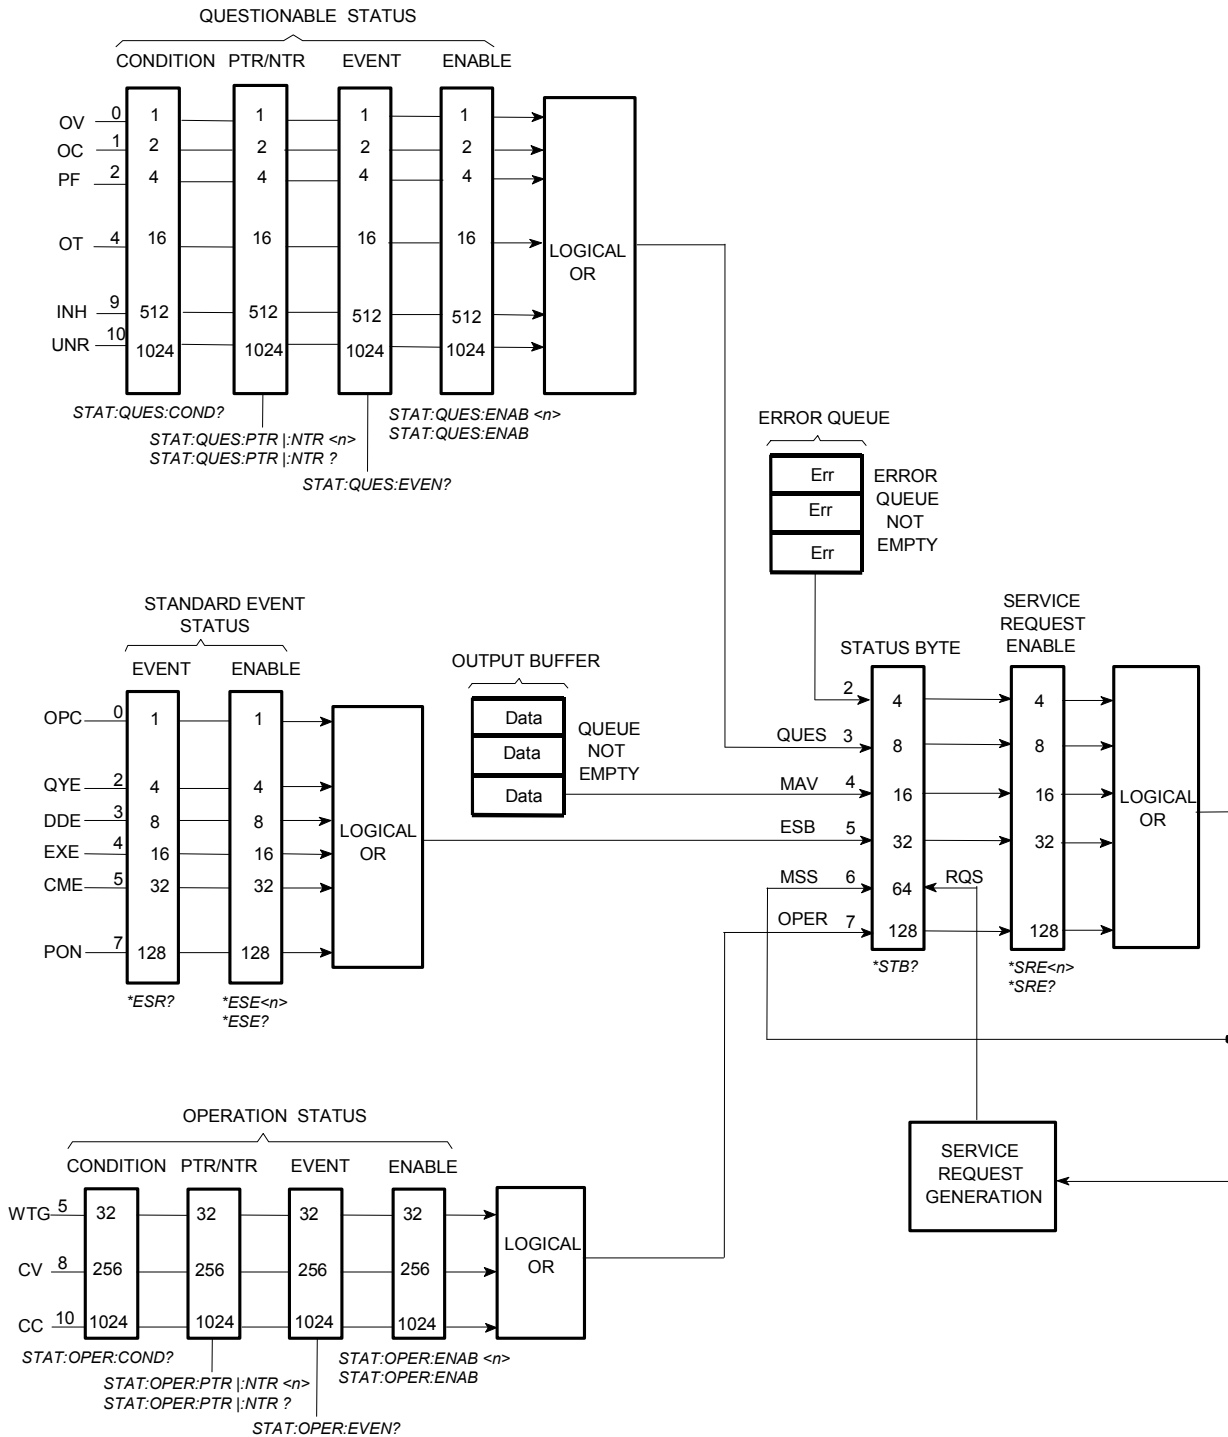 QUESTIONABLE STATUS
CONDITION PTR/NTR EVENT ENABLE
OV 0 1 1 1 1
OC 1 2 2 2 2
PF 2 4 4 4 4
OT 4 16 16 16 16
LOGICAL
OR
INH 9 512 512 512 512
UNR 10 1024 1024 1024 1024
STAT:QUES:COND?
STAT:QUES:PTR |:NTR <n>
STAT:QUES:PTR |:NTR ?
STAT:QUES:EVEN?
STAT:QUES:ENAB <n>
STAT:QUES:ENAB
ERROR QUEUE
Err
Err
Err
ERROR
QUEUE
NOT
EMPTY
STANDARD EVENT
STATUS
EVENT ENABLE
OPC 0 1 1
QYE 2 4 4
DDE 3 8 8
EXE 4 16 16
CME 5 32 32
PON 7 128 128
LOGICAL
OR
*ESR?
*ESE<n>
*ESE?
OUTPUT BUFFER
Data
Data
Data
QUEUE
NOT
EMPTY
STATUS BYTE
SERVICE
REQUEST
ENABLE
2 4 4
QUES 3 8 8
MAV 4 16 16
ESB 5 32 32
MSS 6 64 RQS
OPER 7 128 128
LOGICAL
OR
*STB?
*SRE<n>
*SRE?
SERVICE
REQUEST
GENERATION
OPERATION STATUS
CONDITION PTR/NTR EVENT ENABLE
WTG 5 32 32 32 32
CV 8 256 256 256 256
CC 10 1024 1024 1024 1024
LOGICAL
OR
STAT:OPER:COND?
STAT:OPER:PTR |:NTR <n>
STAT:OPER:PTR |:NTR ?
STAT:OPER:EVEN?
STAT:OPER:ENAB <n>
STAT:OPER:ENAB